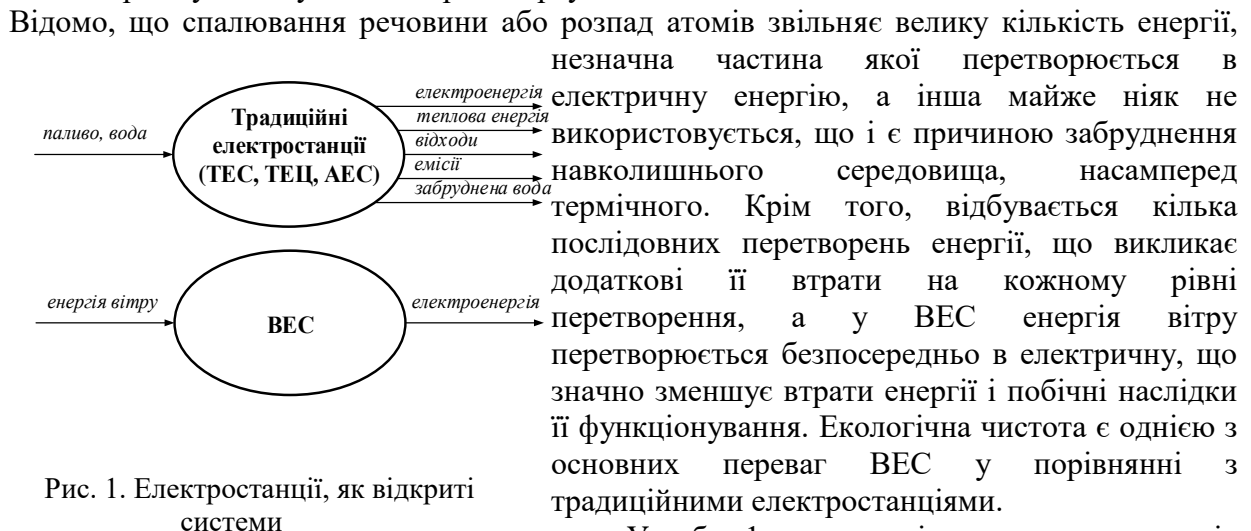 Відомо, що спалювання речовини або розпад атомів звільняє велику кількість енергії,
незначна частина якої перетворюється в
електричну енергію, а інша майже ніяк не
використовується, що і є причиною забруднення
навколишнього середовища, насамперед
термічного. Крім того, відбувається кілька
послідовних перетворень енергії, що викликає
додаткові її втрати на кожному рівні
перетворення, а у ВЕС енергія вітру
перетворюється безпосередньо в електричну, що
значно зменшує втрати енергії і побічні наслідки
її функціонування. Екологічна чистота є однією з
основних переваг ВЕС у порівнянні з
традиційними електростанціями.
паливо, вода
Традиційні
електростанції
(ТЕС, ТЕЦ, АЕС)
електроенергія
теплова енергія
відходи
емісії
забруднена вода
енергія вітру
ВЕС
електроенергія
Рис. 1. Електростанції, як відкриті
системи